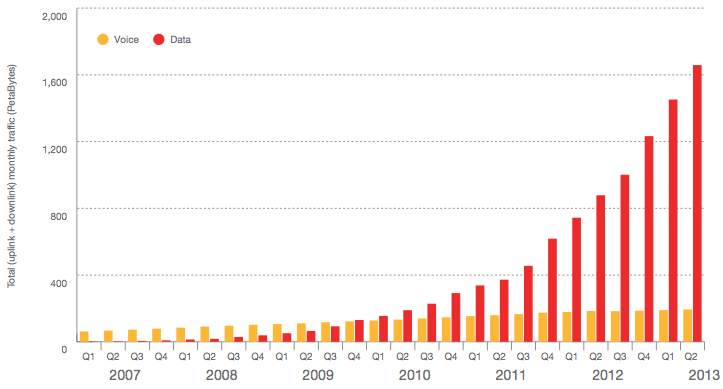 2,000
Voice Data
1,600
1,200
800
400
0
Total (uplink + downlink) monthly traffic (PetaBytes)
Q1 Q2 Q3 Q4 Q1 Q2 Q3 Q4 Q1 Q2 Q3 Q4 Q1 Q2 Q3 Q4 Q1 Q2 Q3 Q4 Q1 Q2 Q3 Q4 Q1 Q2
2007 2008 2009 2010 2011 2012 2013